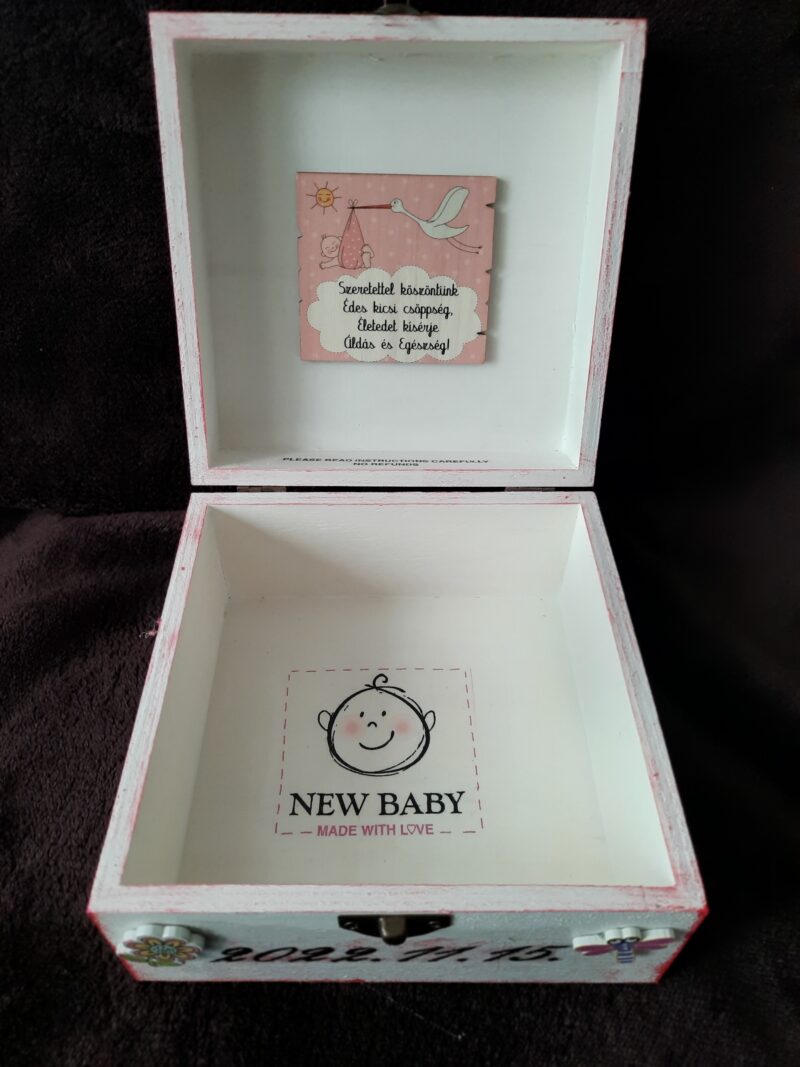 Szeretettel köszöntünk
Édes kicsi csöppség,
Életedet kísérje
Áldás és Egészség!
PLEASE READ INSTRUCTIONS CAREFULLY
NO REFUNDS
NEW BABY
MADE WITH LOVE
2022.11.15.